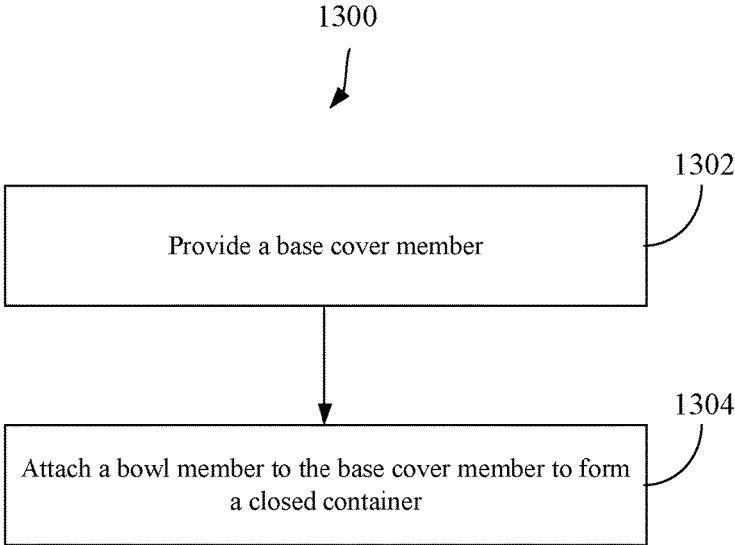 1300
1302
Provide a base cover member
1304
Attach a bowl member to the base cover member to form
a closed container